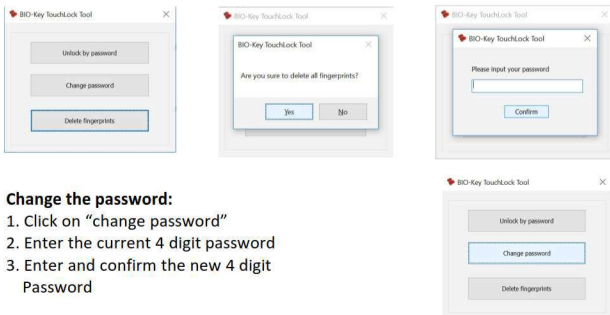 BIO-Key TouchLock Tool
Unlock by password
Change password
Delete fingerprints
BIO-Key TouchLock Tool
BIO-Key TouchLock Tool
Are you sure to delete all fingerprints?
Yes No
BIO-Key TouchLock Tool
BIO-Key TouchLock Tool
Please input your password
Confirm
Change the password:
1. Click on “change password”
2. Enter the current 4 digit password
3. Enter and confirm the new 4 digit
Password
BIO-Key TouchLock Tool
Unlock by password
Change password
Delete fingerprints